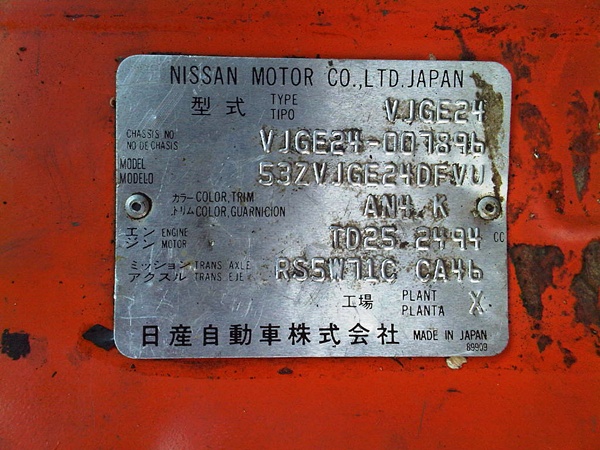 NISSAN MOTOR CO.,LTD.JAPAN
型式 TYPE TIPO VJGE24
CHASSIS NO. NO DE CHASIS VJGE24-007896
MODEL MODELO 53ZVJGE24DFVU
カラー COLOR,TRIM
トリム COLOR,GUARNICION AN4 K
エン ENGINE
ジン MOTOR TD25 2494 CC
ミッション TRANS. AXLE
アクスル TRANS. EJE RS5W71C CA46
工場 PLANT PLANTA X
日産自動車株式会社 MADE IN JAPAN
89909